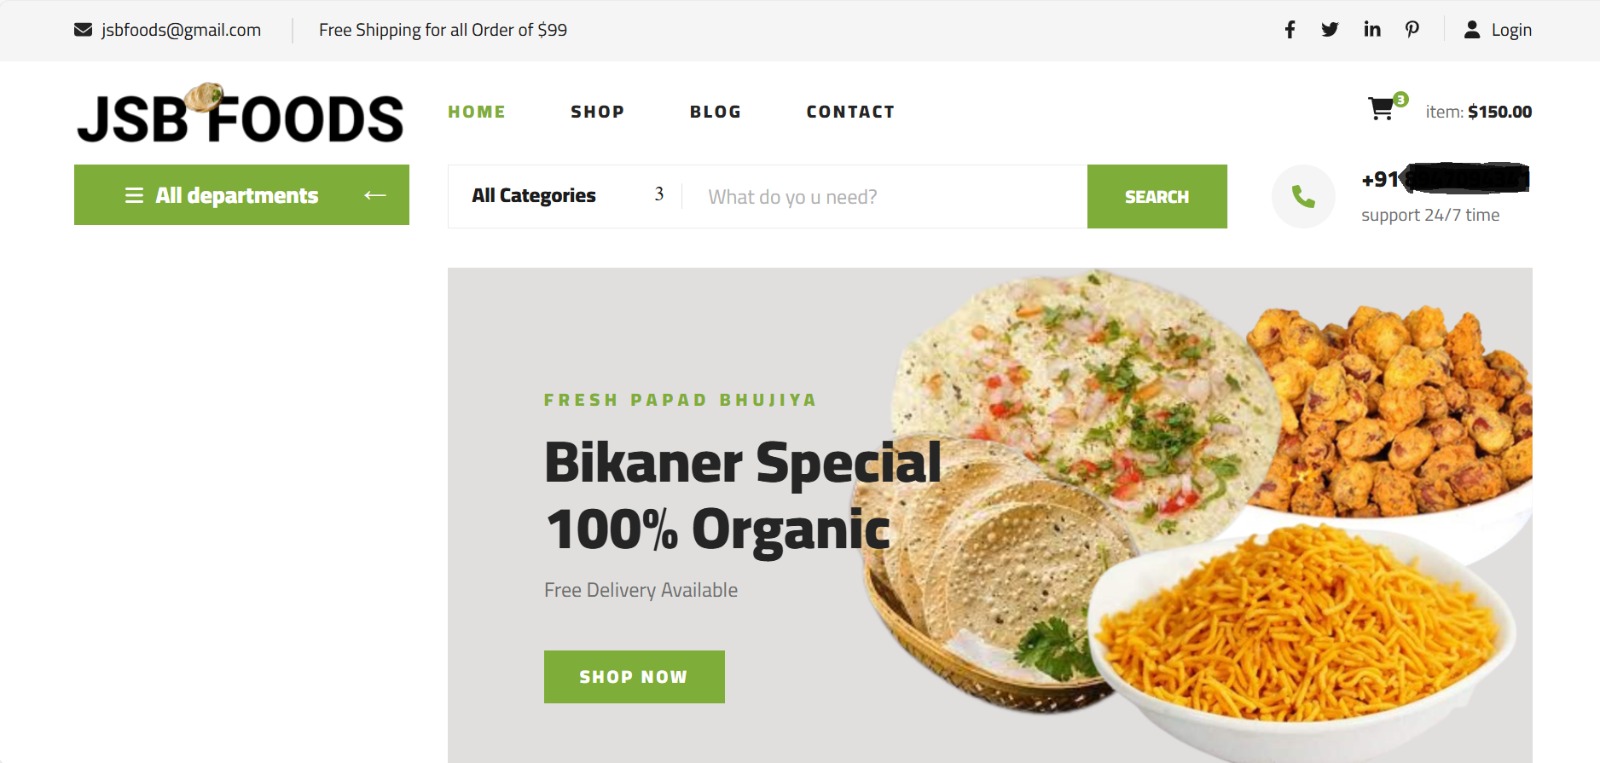 jsbfoods@gmail.com
Free Shipping for all Order of $99
Login
JSB FOODS
HOME
SHOP
BLOG
CONTACT
3
item: $150.00
All departments
All Categories
3
What do yo u need?
SEARCH
+91
support 24/7 time
FRESH PAPAD BHUJIYA
Bikaner Special
100% Organic
Free Delivery Available
SHOP NOW